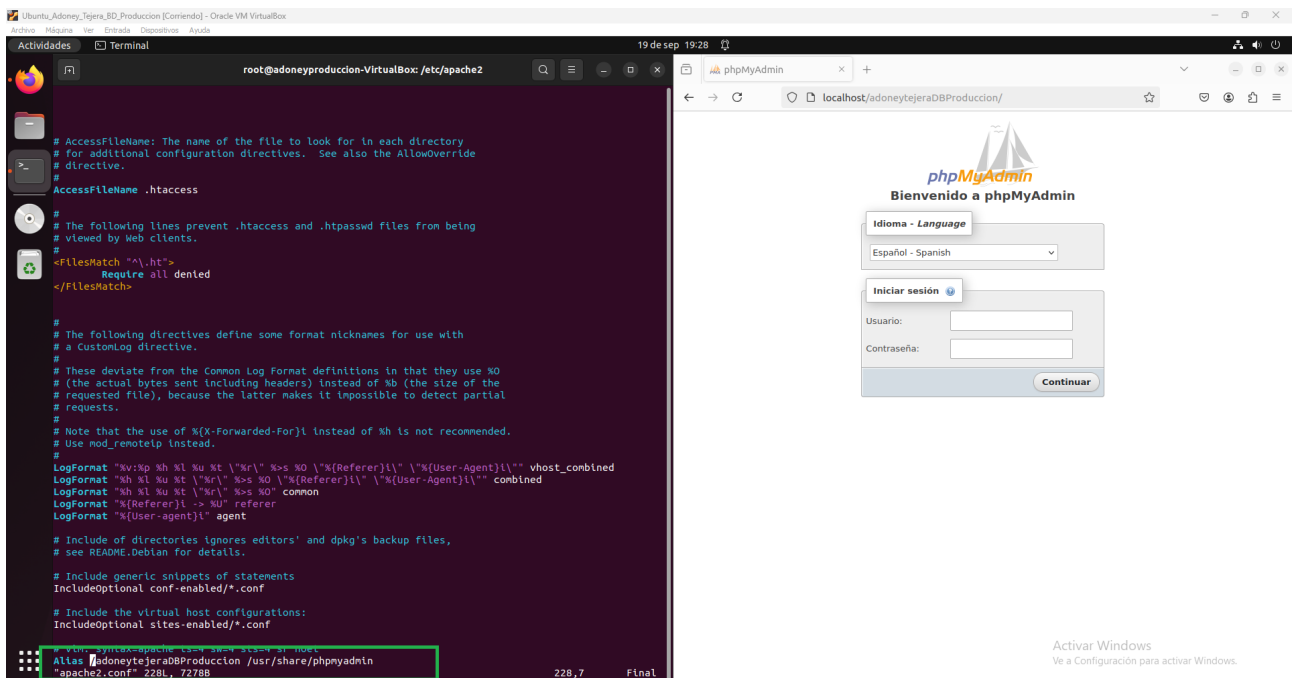 Ubuntu_Adoney_Tejera_BD_Produccion [Corriendo] - Oracle VM VirtualBox
Archivo Máquina Ver Entrada Dispositivos Ayuda
Actividades Terminal 19 de sep 19:28
root@adoneyproduccion-VirtualBox: /etc/apache2
# AccessFileName: The name of the file to look for in each directory
# for additional configuration directives.  See also the AllowOverride
# directive.
#
AccessFileName .htaccess
#
# The following lines prevent .htaccess and .htpasswd files from being
# viewed by Web clients.
#
<FilesMatch "^\.ht">
Require all denied
</FilesMatch>
#
# The following directives define some format nicknames for use with
# a CustomLog directive.
#
# These deviate from the Common Log Format definitions in that they use %O
# (the actual bytes sent including headers) instead of %b (the size of the
# requested file), because the latter makes it impossible to detect partial
# requests.
#
# Note that the use of %{X-Forwarded-For}i instead of %h is not recommended.
# Use mod_remoteip instead.
#
LogFormat "%v:%p %h %l %u %t \"%r\" %>s %O \"%{Referer}i\" \"%{User-Agent}i\"" vhost_combined
LogFormat "%h %l %u %t \"%r\" %>s %O \"%{Referer}i\" \"%{User-Agent}i\"" combined
LogFormat "%h %l %u %t \"%r\" %>s %O" common
LogFormat "%{Referer}i -> %U" referer
LogFormat "%{User-agent}i" agent
# Include of directories ignores editors' and dpkg's backup files,
# see README.Debian for details.
# Include generic snippets of statements
IncludeOptional conf-enabled/*.conf
# Include the virtual host configurations:
IncludeOptional sites-enabled/*.conf
# vim: syntax=apache ts=4 sw=4 sts=4 sr noet
Alias /adoneytejeraDBProduccion /usr/share/phpmyadmin
"apache2.conf" 228L, 7278B 228,7 Final
phpMyAdmin
localhost/adoneytejeraDBProduccion/
phpMyAdmin
Bienvenido a phpMyAdmin
Idioma - Language
Español - Spanish
Iniciar sesión
Usuario:
Contraseña:
Continuar
Activar Windows
Ve a Configuración para activar Windows.